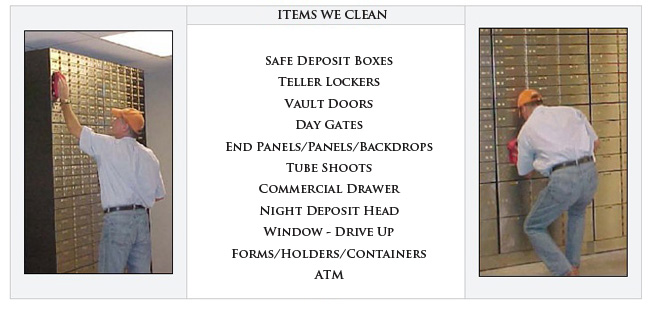 ITEMS WE CLEAN
SAFE DEPOSIT BOXES
TELLER LOCKERS
VAULT DOORS
DAY GATES
END PANELS/PANELS/BACKDROPS
TUBE SHOOTS
COMMERCIAL DRAWER
NIGHT DEPOSIT HEAD
WINDOW - DRIVE UP
FORMS/HOLDERS/CONTAINERS
ATM